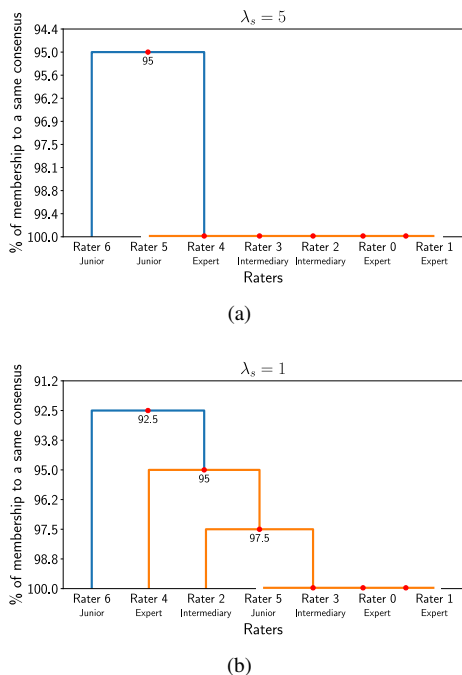 λ_s = 5
94.4
95.0
95.6
96.2
96.9
97.5
98.1
98.8
99.4
100.0
% of membership to a same consensus
95
Rater 6 Rater 5 Rater 4 Rater 3 Rater 2 Rater 0 Rater 1
Junior Junior Expert Intermediary Intermediary Expert Expert
Raters
(a)
λ_s = 1
91.2
92.5
93.8
95.0
96.2
97.5
98.8
100.0
% of membership to a same consensus
92.5
95
97.5
Rater 6 Rater 4 Rater 2 Rater 5 Rater 3 Rater 0 Rater 1
Junior Expert Intermediary Junior Intermediary Expert Expert
Raters
(b)